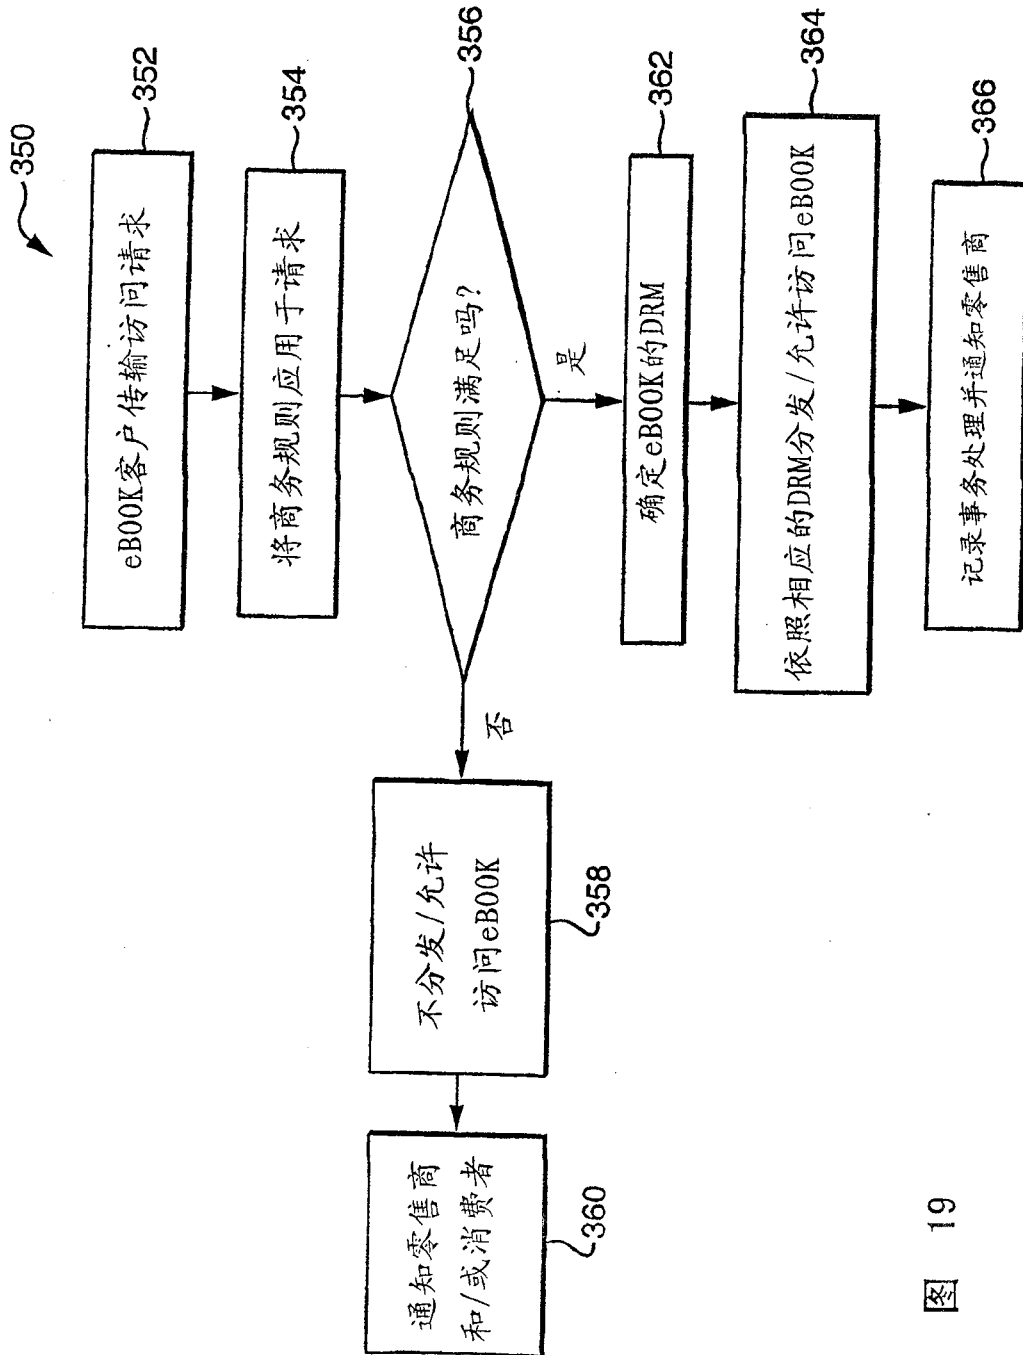 350
eBOOK客户传输访问请求
352
将商务规则应用于请求
354
商务规则满足吗?
356
否
是
不分发/允许
访问eBOOK
358
通知零售商
和/或消费者
360
确定eBOOK的DRM
362
依照相应的DRM分发/允许访问eBOOK
364
记录事务处理并通知零售商
366
图 19